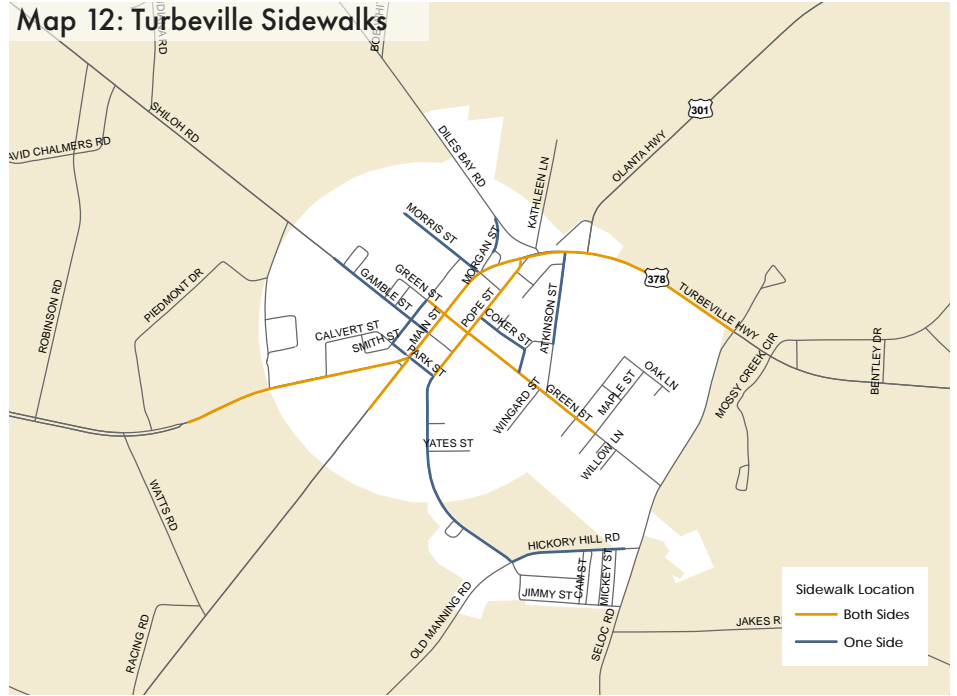 Map 12: Turbeville Sidewalks
SHILOH RD
AVID CHALMERS RD
301
OLANTA HWY
DILES BAY RD
KATHLEEN LN
MORRIS ST
MORGAN ST
GREEN ST
GAMBLE ST
378
TURBEVILLE HWY
PIEDMONT DR
ROBINSON RD
POPE ST
MAIN ST
COKER ST
ATKINSON ST
CALVERT ST
SMITH ST
PARK ST
MOSSY CREEK CIR
BENTLEY DR
OAK LN
MAPLE ST
WINGARD ST
GREEN ST
WILLOW LN
YATES ST
WATTS RD
HICKORY HILL RD
CAM ST
MICKEY ST
JIMMY ST
OLD MANNING RD
SELOC RD
JAKES R
RACING RD
Sidewalk Location
Both Sides
One Side